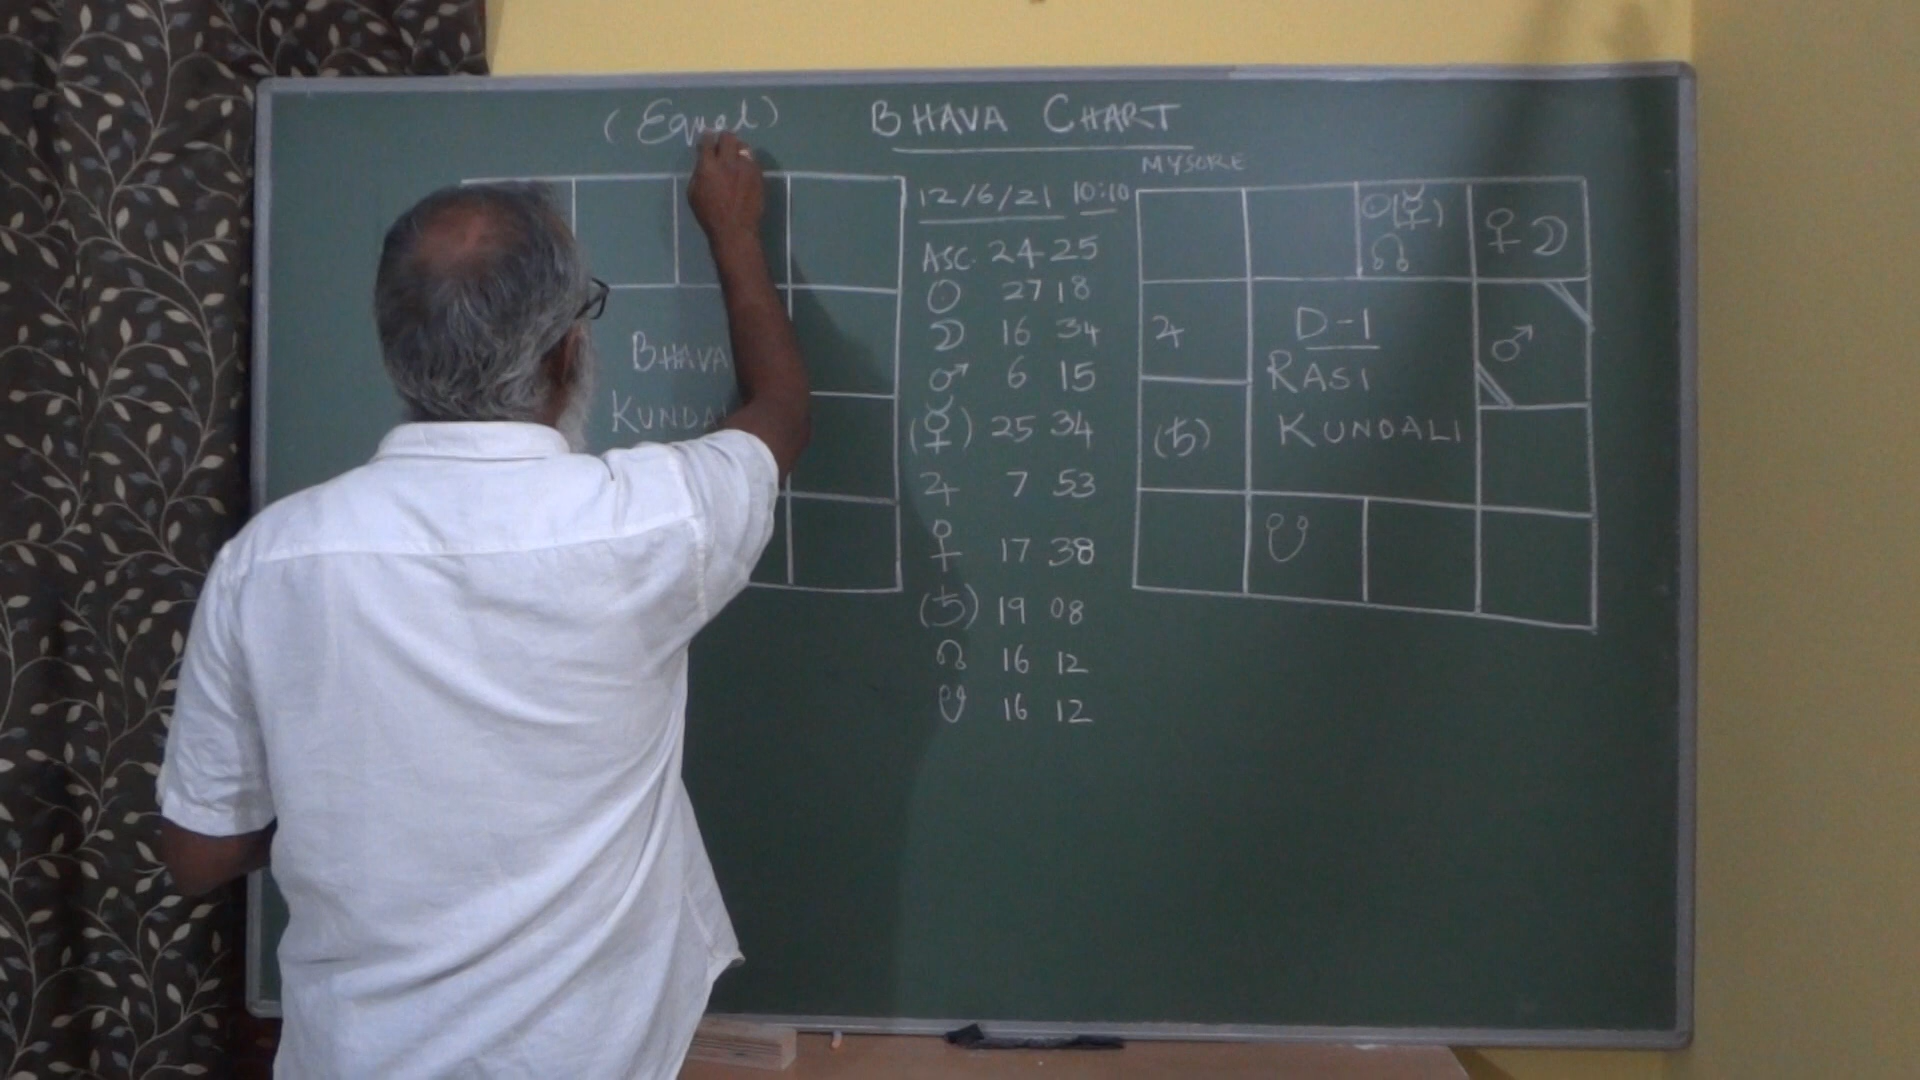 (Equal) BHAVA CHART
MYSORE
12/6/21 10:10
ASC. 24 25
☉ 27 18
☽ 16 34
♂ 6 15
(☿) 25 34
♃ 7 53
♀ 17 38
(♄) 19 08
☊ 16 12
☋ 16 12
BHAVA
KUNDA
☉(☿)
☊
♀ ☽
♃
D-1
RASI
KUNDALI
♂
(♄)
☋